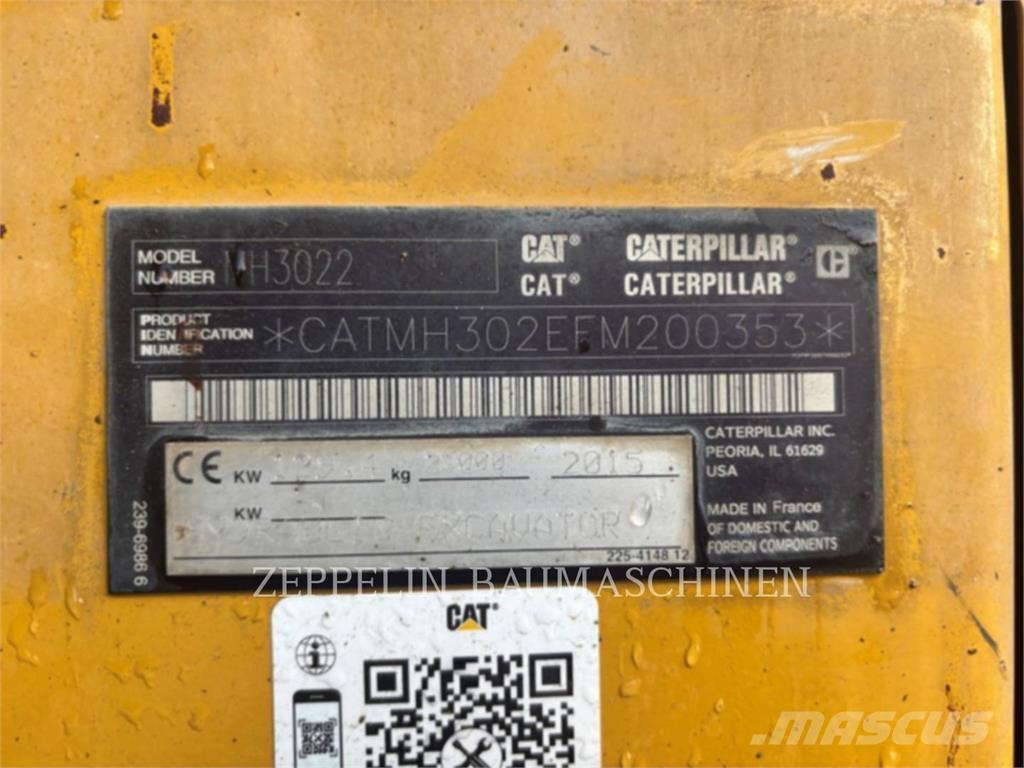 MODEL NUMBER MH3022
CAT® CATERPILLAR®
CAT® CATERPILLAR®
PRODUCT IDENTIFICATION NUMBER
CATERPILLAR INC.
PEORIA, IL 61629
USA
MADE IN France
OF DOMESTIC AND
FOREIGN COMPONENTS
CE KW kg 2015
KW
EXCAVATOR
225-4148 12
239-6986 6
ZEPPELIN BAUMASCHINEN
CAT®
MASCUS